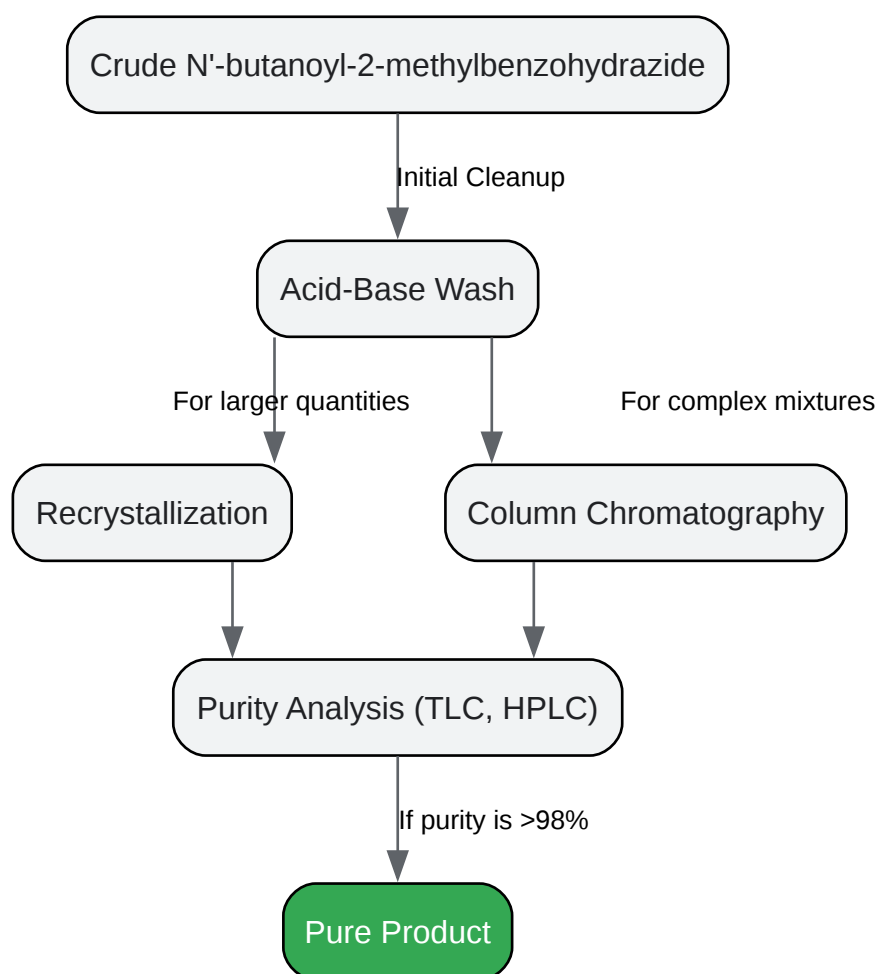 Crude N'-butanoyl-2-methylbenzohydrazide
Initial Cleanup
Acid-Base Wash
For larger quantities
For complex mixtures
Recrystallization
Column Chromatography
Purity Analysis (TLC, HPLC)
If purity is >98%
Pure Product